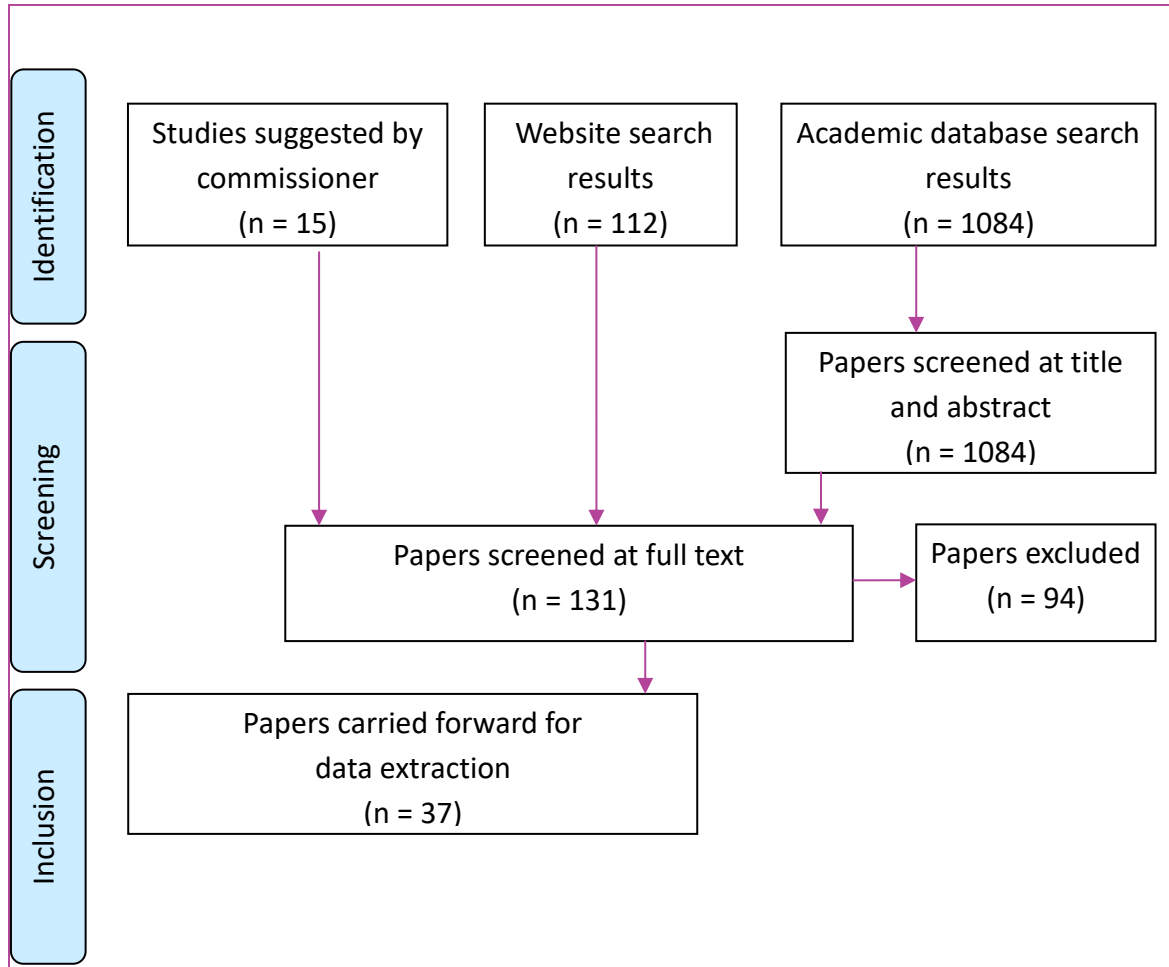 Identification
Studies suggested by
commissioner
(n = 15)
Website search
results
(n = 112)
Academic database search
results
(n = 1084)
Screening
Papers screened at title
and abstract
(n = 1084)
Papers screened at full text
(n = 131)
Papers excluded
(n = 94)
Inclusion
Papers carried forward for
data extraction
(n = 37)